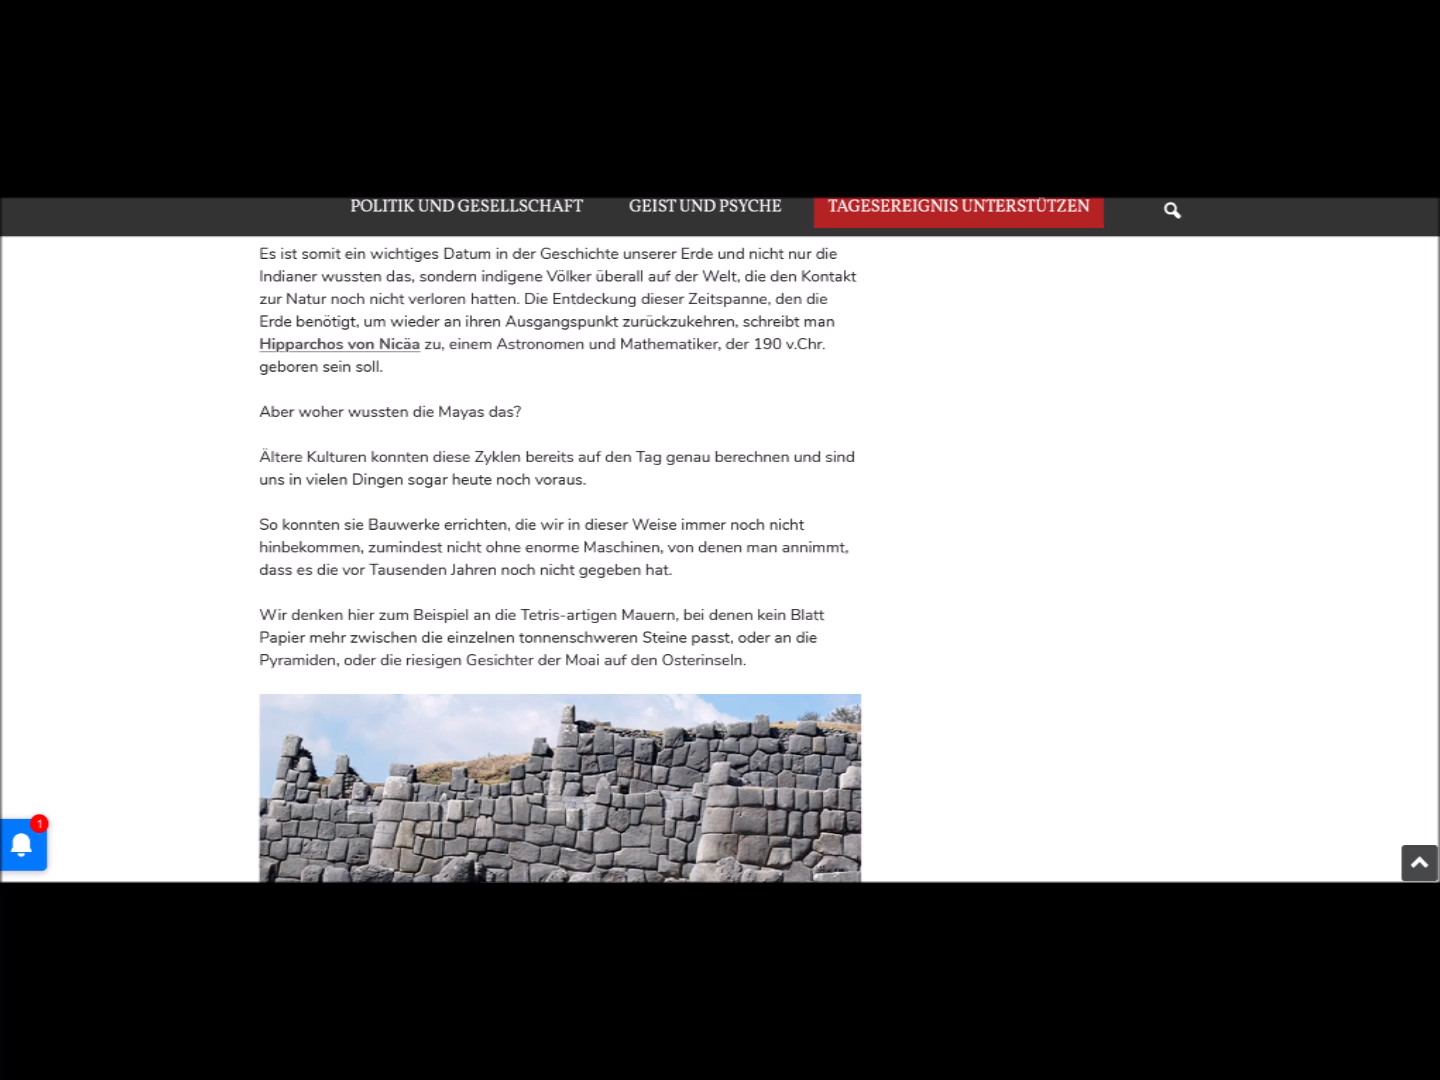 POLITIK UND GESELLSCHAFT GEIST UND PSYCHE TAGESEREIGNIS UNTERSTÜTZEN
Es ist somit ein wichtiges Datum in der Geschichte unserer Erde und nicht nur die
Indianer wussten das, sondern indigene Völker überall auf der Welt, die den Kontakt
zur Natur noch nicht verloren hatten. Die Entdeckung dieser Zeitspanne, den die
Erde benötigt, um wieder an ihren Ausgangspunkt zurückzukehren, schreibt man
Hipparchos von Nicäa zu, einem Astronomen und Mathematiker, der 190 v.Chr.
geboren sein soll.
Aber woher wussten die Mayas das?
Ältere Kulturen konnten diese Zyklen bereits auf den Tag genau berechnen und sind
uns in vielen Dingen sogar heute noch voraus.
So konnten sie Bauwerke errichten, die wir in dieser Weise immer noch nicht
hinbekommen, zumindest nicht ohne enorme Maschinen, von denen man annimmt,
dass es die vor Tausenden Jahren noch nicht gegeben hat.
Wir denken hier zum Beispiel an die Tetris-artigen Mauern, bei denen kein Blatt
Papier mehr zwischen die einzelnen tonnenschweren Steine passt, oder an die
Pyramiden, oder die riesigen Gesichter der Moai auf den Osterinseln.
1